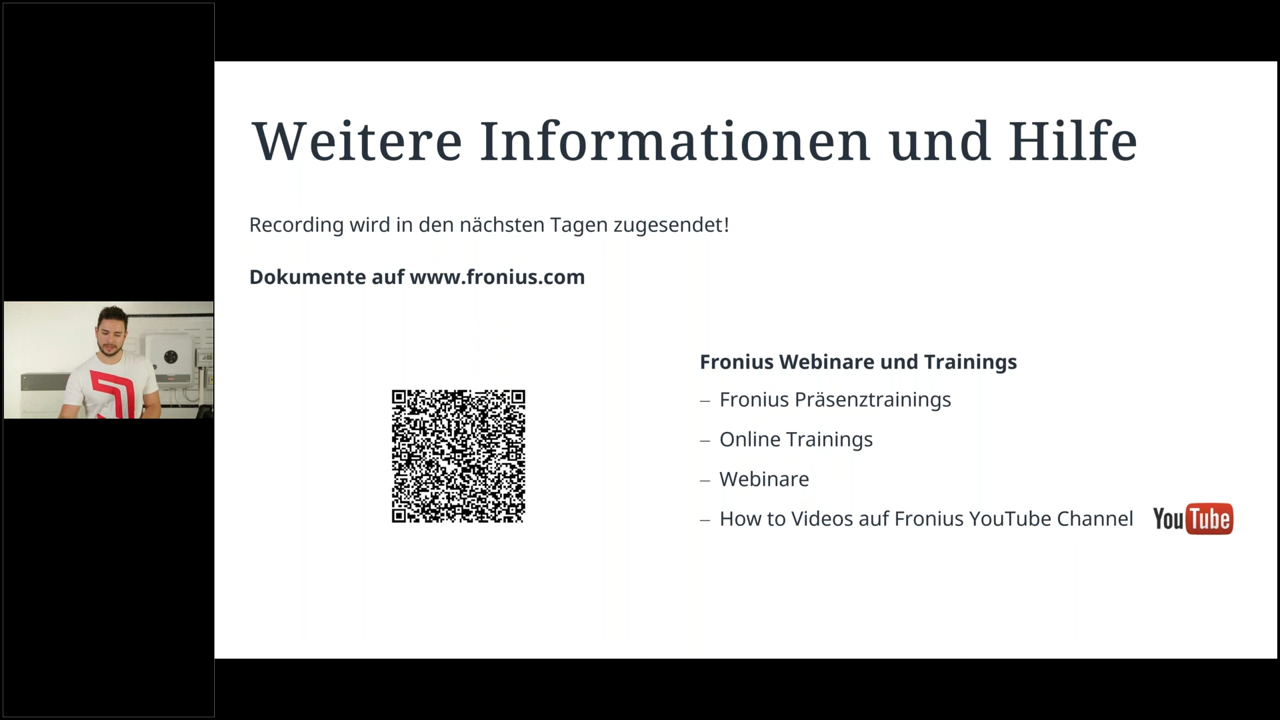 Weitere Informationen und Hilfe
Recording wird in den nächsten Tagen zugesendet!
Dokumente auf www.fronius.com
Fronius Webinare und Trainings
– Fronius Präsenztrainings
– Online Trainings
– Webinare
– How to Videos auf Fronius YouTube Channel
YouTube